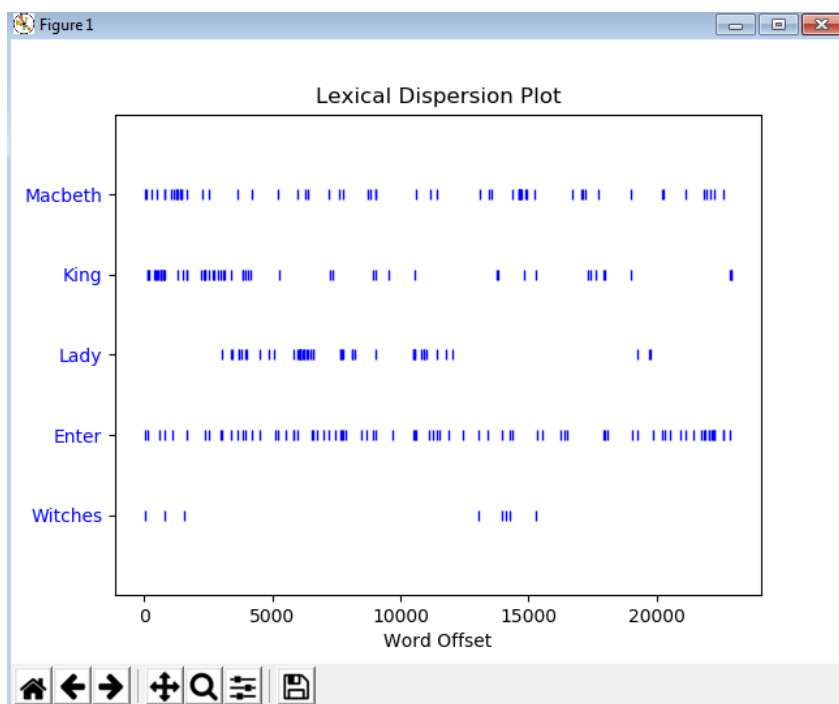 Figure 1
Lexical Dispersion Plot
Macbeth
King
Lady
Enter
Witches
0 5000 10000 15000 20000
Word Offset